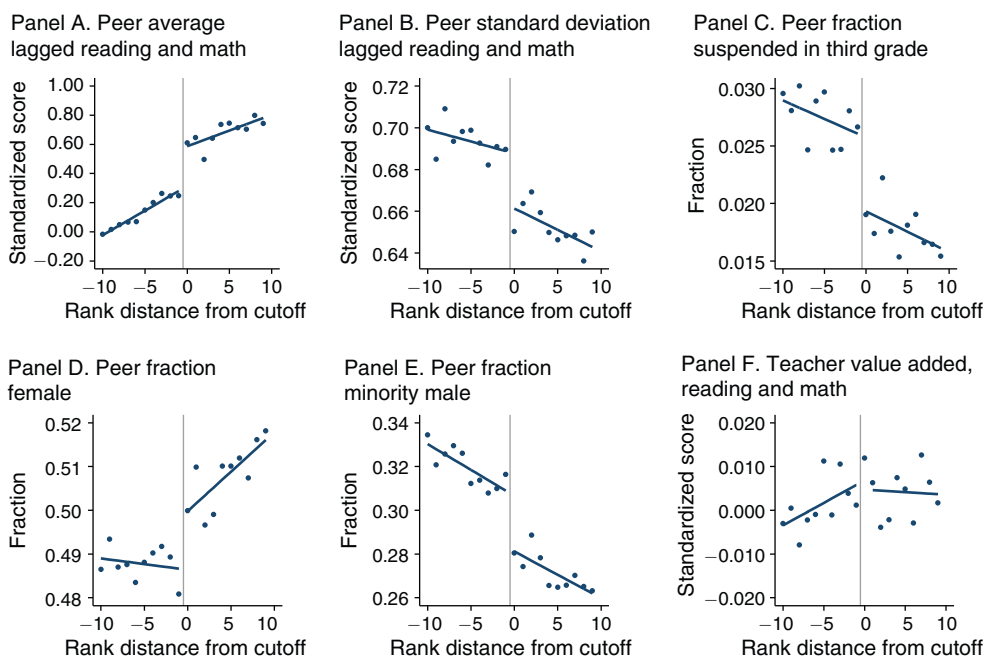 Panel A. Peer average
lagged reading and math
Standardized score
1.00
0.80
0.60
0.40
0.20
0.00
−0.20
−10 −5 0 5 10
Rank distance from cutoff
Panel B. Peer standard deviation
lagged reading and math
Standardized score
0.72
0.70
0.68
0.66
0.64
−10 −5 0 5 10
Rank distance from cutoff
Panel C. Peer fraction
suspended in third grade
Fraction
0.030
0.025
0.020
0.015
−10 −5 0 5 10
Rank distance from cutoff
Panel D. Peer fraction
female
Fraction
0.52
0.51
0.50
0.49
0.48
−10 −5 0 5 10
Rank distance from cutoff
Panel E. Peer fraction
minority male
Fraction
0.34
0.32
0.30
0.28
0.26
−10 −5 0 5 10
Rank distance from cutoff
Panel F. Teacher value added,
reading and math
Standardized score
0.020
0.010
0.000
−0.010
−0.020
−10 −5 0 5 10
Rank distance from cutoff